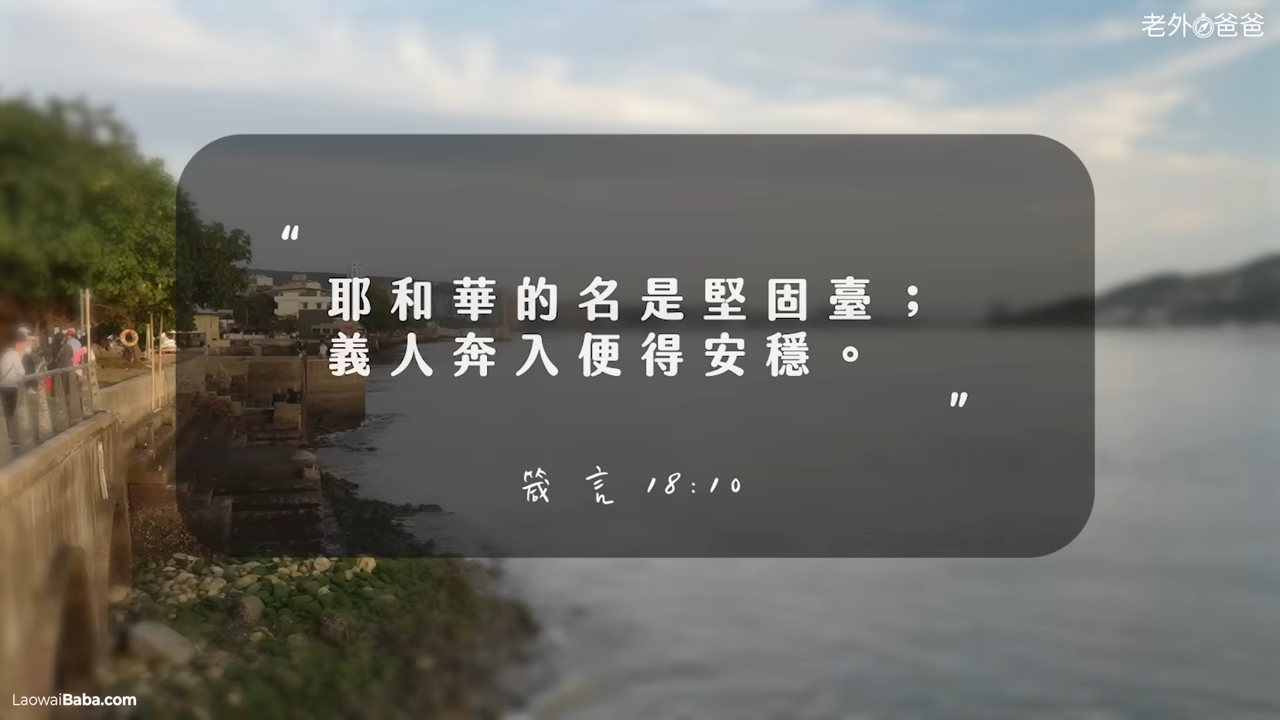 老外爸爸
“
耶和華的名是堅固臺；
義人奔入便得安穩。
”
箴言 18:10
LaowaiBaba.com